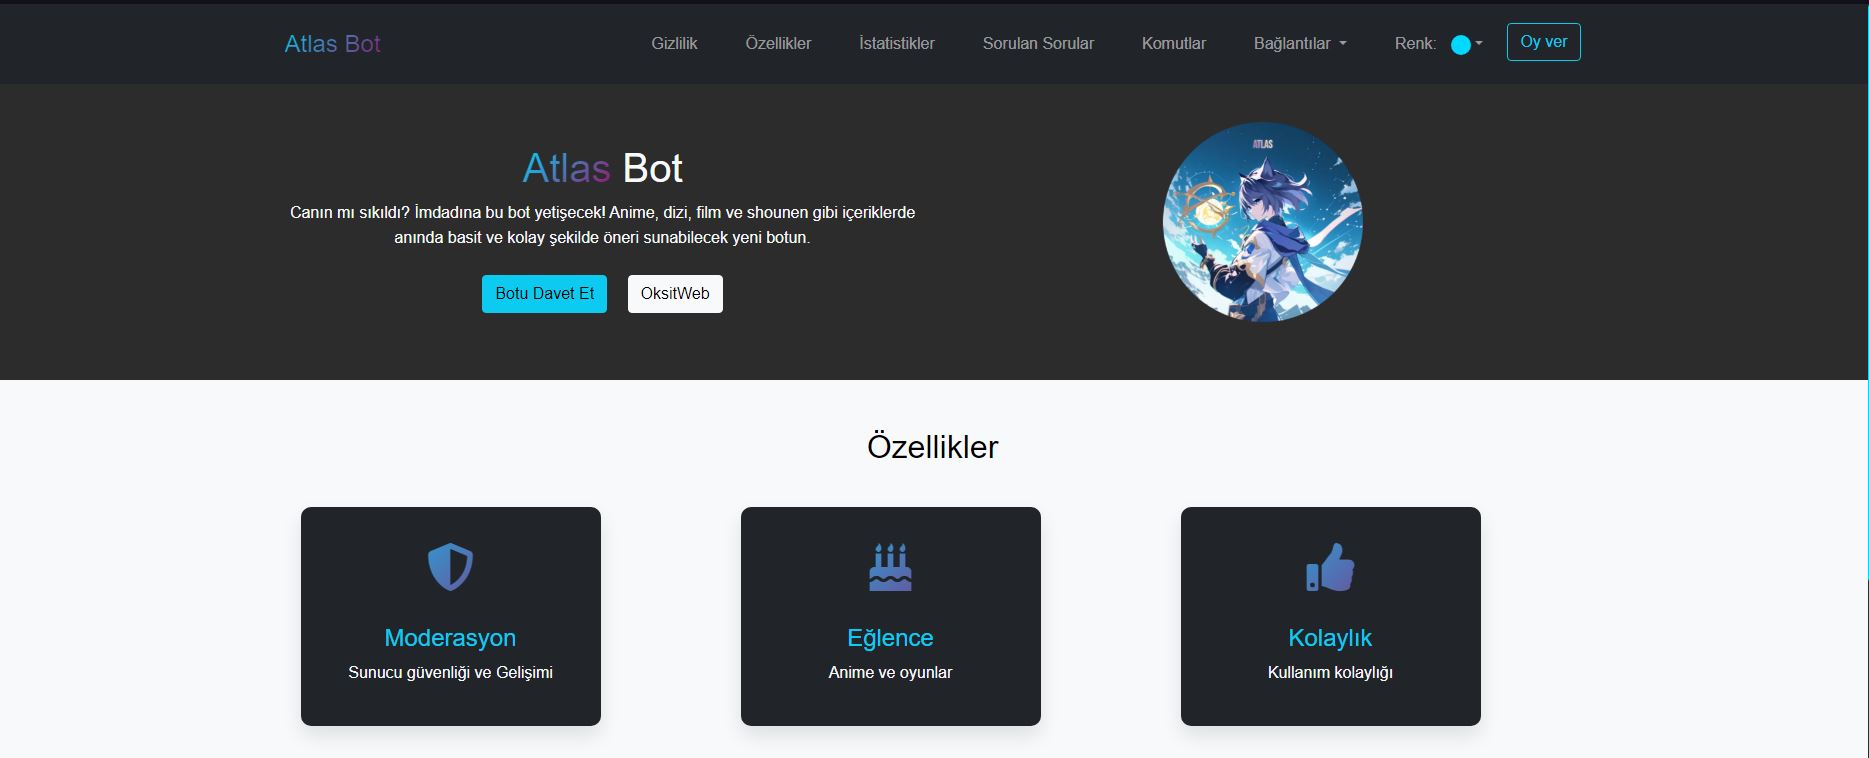 Atlas Bot
Gizlilik
Özellikler
İstatistikler
Sorulan Sorular
Komutlar
Bağlantılar
Renk:
Oy ver
Atlas Bot
Canın mı sıkıldı? İmdadına bu bot yetişecek! Anime, dizi, film ve shounen gibi içeriklerde
anında basit ve kolay şekilde öneri sunabilecek yeni botun.
Botu Davet Et
OksitWeb
ATLAS
Özellikler
Moderasyon
Sunucu güvenliği ve Gelişimi
Eğlence
Anime ve oyunlar
Kolaylık
Kullanım kolaylığı